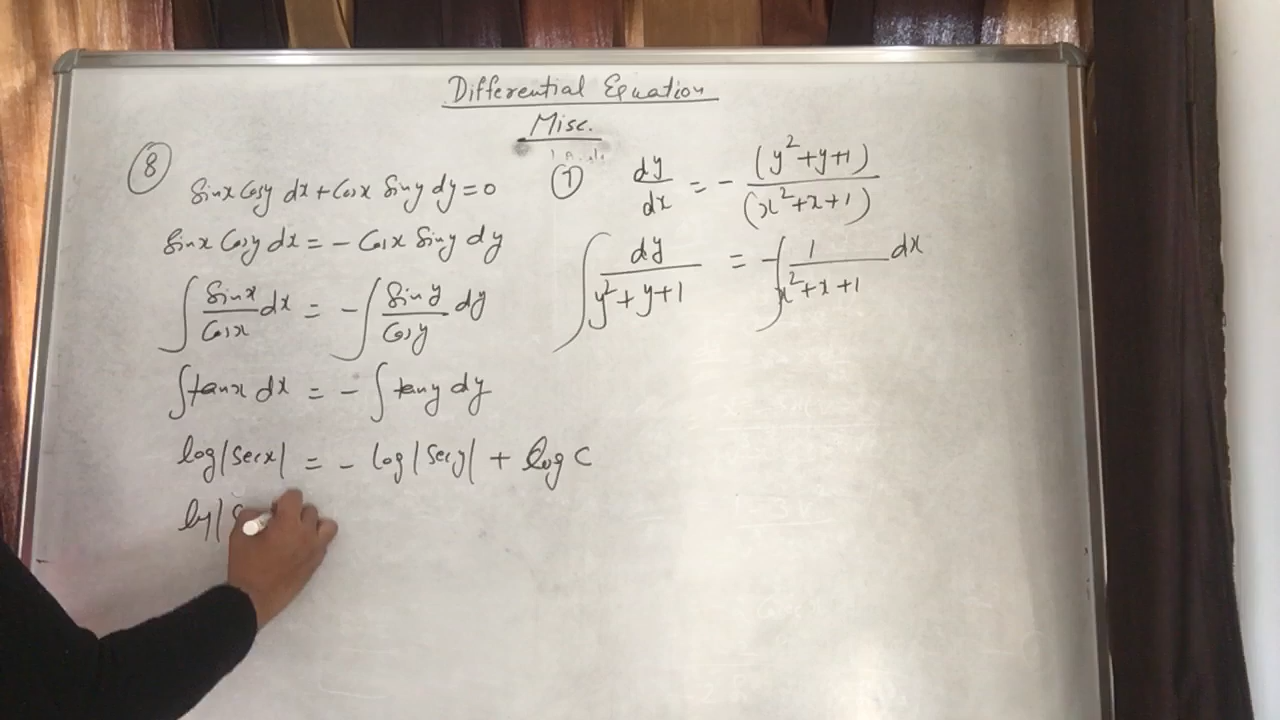 Differential Equation
Misc.
8
Sinx Cosy dx + Cosx Siny dy = 0
Sinx Cosy dx = - Cosx Siny dy
∫ Sinx/Cosx dx = - ∫ Siny/Cosy dy
∫tanx dx = - ∫tany dy
log|Secx| = - log|Secy| + log C
log|S
7
dy/dx = - (y²+y+1)/(x²+x+1)
∫ dy/y²+y+1 = -∫ 1/x²+x+1 dx